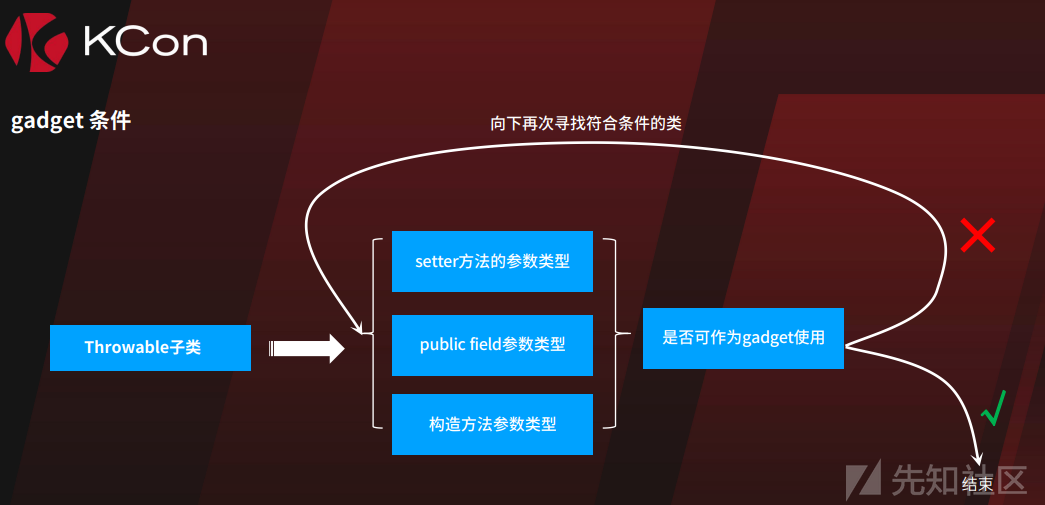 KCon
gadget 条件
向下再次寻找符合条件的类
setter方法的参数类型
Throwable子类
public field参数类型
是否可作为gadget使用
构造方法参数类型
先知社区
结束